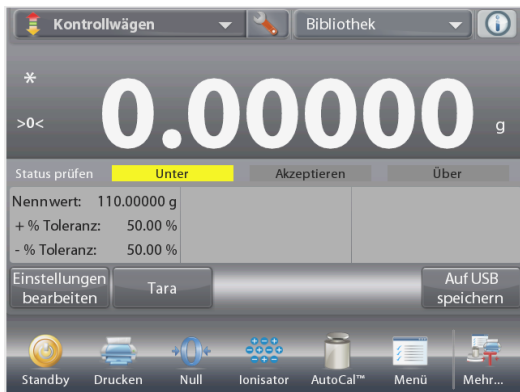 Kontrollwägen Bibliothek
*
>0< 0.00000 g
Status prüfen Unter Akzeptieren Über
Nennwert: 110.00000 g
+ % Toleranz: 50.00 %
- % Toleranz: 50.00 %
Einstellungen bearbeiten Tara Auf USB speichern
Standby Drucken Null Ionisator AutoCal™ Menü Mehr...